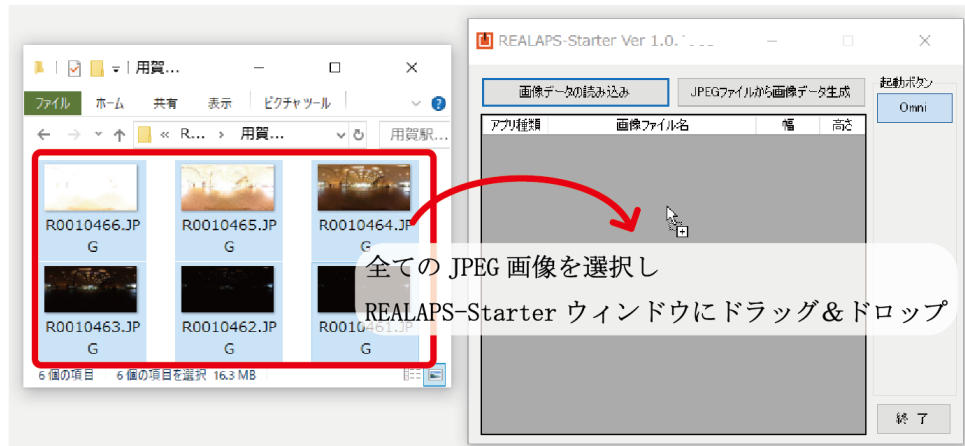 用賀...
ファイル ホーム 共有 表示 ピクチャ ツール
« R... › 用賀... 用賀駅...
R0010466.JP
G
R0010465.JP
G
R0010464.JP
G
R0010463.JP
G
R0010462.JP
G
R0010461.JP
G
6 個の項目 6 個の項目を選択 16.3 MB
REALAPS-Starter Ver 1.0.
画像データの読み込み JPEGファイルから画像データ生成
起動ボタン
Omni
アプリ種類 画像ファイル名 幅 高さ
全ての JPEG 画像を選択し
REALAPS-Starter ウィンドウにドラッグ＆ドロップ
終 了